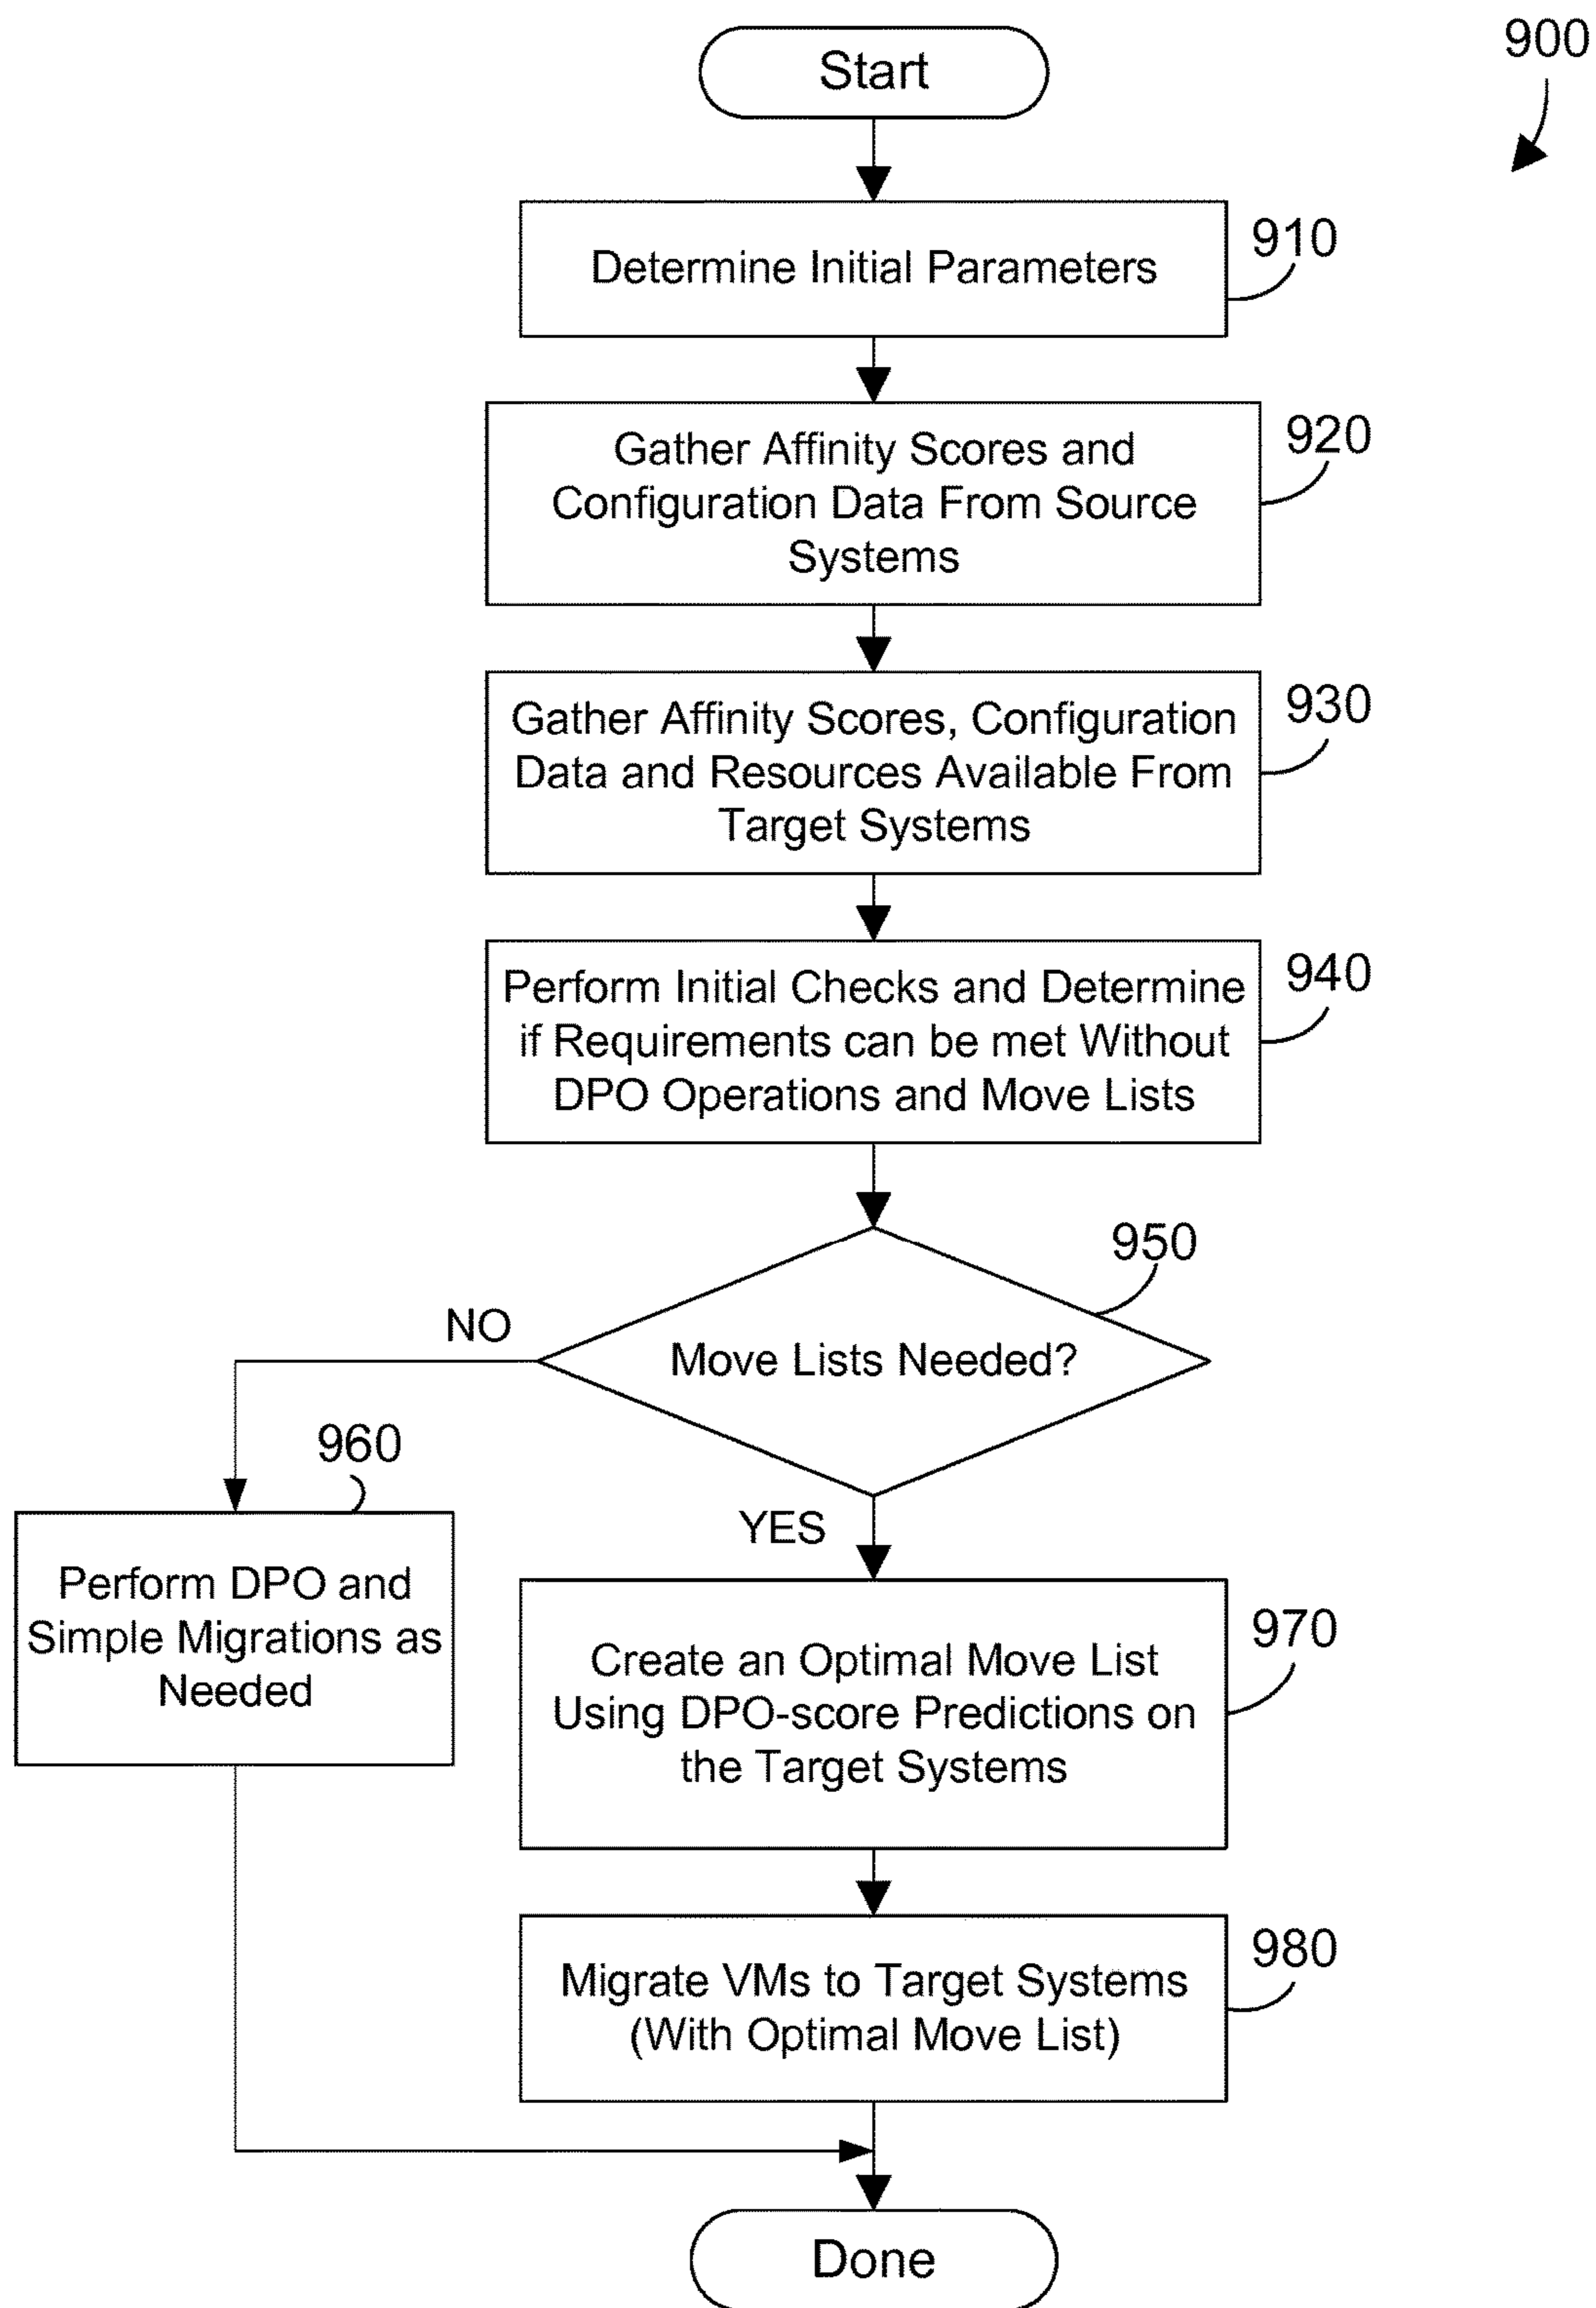 Start
900
Determine Initial Parameters
910
Gather Affinity Scores and
Configuration Data From Source
Systems
920
Gather Affinity Scores, Configuration
Data and Resources Available From
Target Systems
930
Perform Initial Checks and Determine
if Requirements can be met Without
DPO Operations and Move Lists
940
950
Move Lists Needed?
NO
YES
960
Perform DPO and
Simple Migrations as
Needed
Create an Optimal Move List
Using DPO-score Predictions on
the Target Systems
970
Migrate VMs to Target Systems
(With Optimal Move List)
980
Done